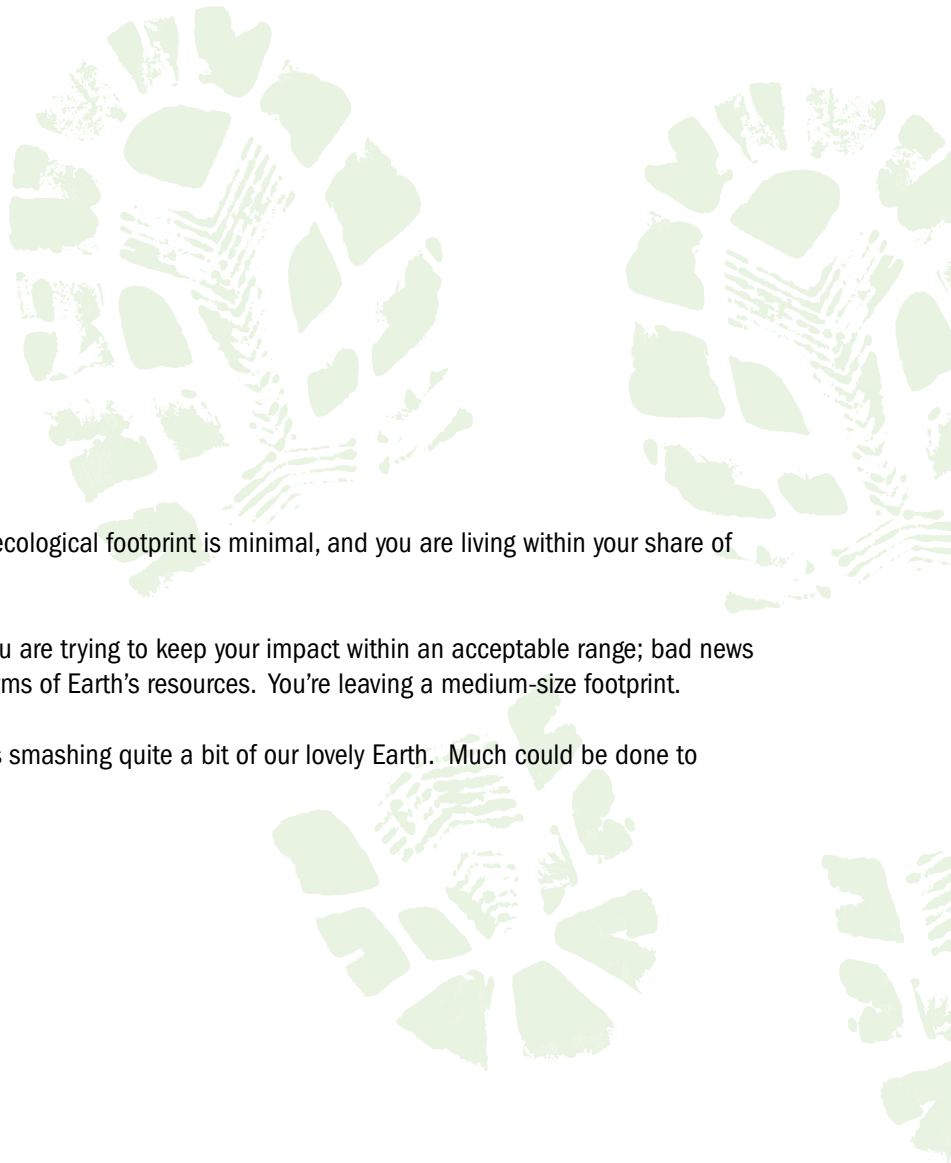 ecological footprint is minimal, and you are living within your share of
are trying to keep your impact within an acceptable range; bad news
of Earth's resources. You're leaving a medium-size footprint.
smashing quite a bit of our lovely Earth. Much could be done to